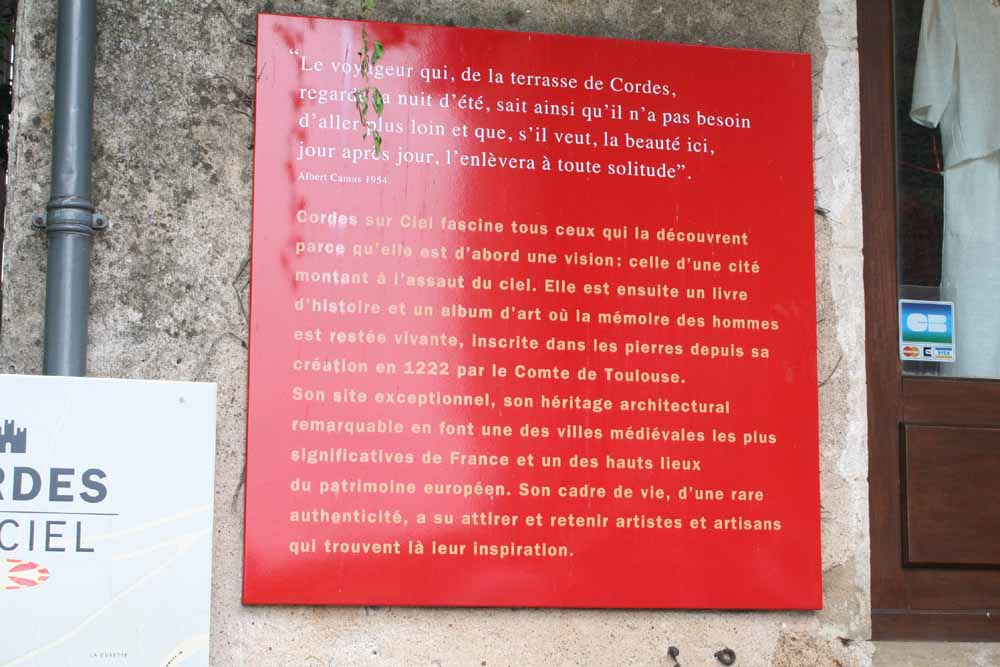 “Le voyageur qui, de la terrasse de Cordes,
regarde la nuit d’été, sait ainsi qu’il n’a pas besoin
d’aller plus loin et que, s’il veut, la beauté ici,
jour après jour, l’enlèvera à toute solitude”.
Albert Camus 1954
Cordes sur Ciel fascine tous ceux qui la découvrent
parce qu’elle est d’abord une vision: celle d’une cité
montant à l’assaut du ciel. Elle est ensuite un livre
d’histoire et un album d’art où la mémoire des hommes
est restée vivante, inscrite dans les pierres depuis sa
création en 1222 par le Comte de Toulouse.
Son site exceptionnel, son héritage architectural
remarquable en font une des villes médiévales les plus
significatives de France et un des hauts lieux
du patrimoine européen. Son cadre de vie, d’une rare
authenticité, a su attirer et retenir artistes et artisans
qui trouvent là leur inspiration.
RDES
CIEL
CB
VISA